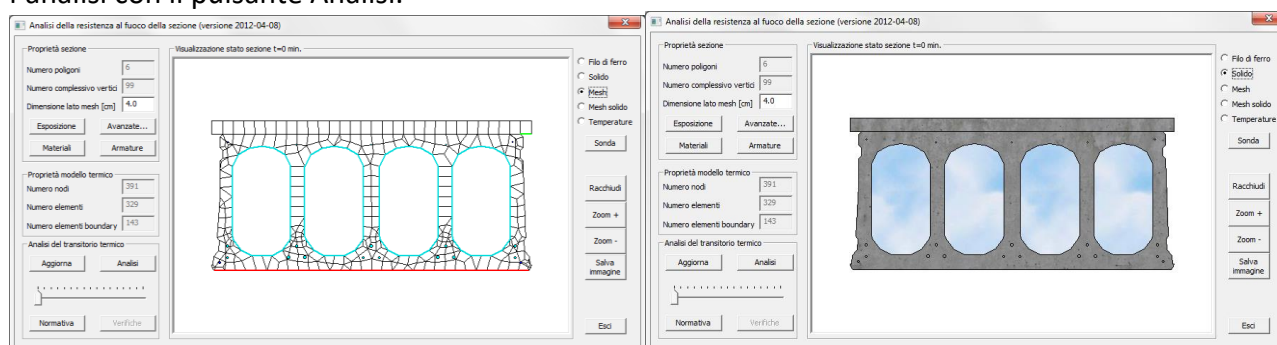 l'analisi con il pulsante Analisi.
Analisi della resistenza al fuoco della sezione (versione 2012-04-08)
Proprietà sezione
Numero poligoni 6
Numero complessivo vertici 99
Dimensione lato mesh [cm] 4.0
Esposizione Avanzate...
Materiali Armature
Proprietà modello termico
Numero nodi 391
Numero elementi 329
Numero elementi boundary 143
Analisi del transitorio termico
Aggiorna Analisi
Normativa Verifiche
Visualizzazione stato sezione t=0 min.
Filo di ferro
Solido
Mesh
Mesh solido
Temperature
Sonda
Racchiudi
Zoom +
Zoom -
Salva
immagine
Esci
Analisi della resistenza al fuoco della sezione (versione 2012-04-08)
Proprietà sezione
Numero poligoni 6
Numero complessivo vertici 99
Dimensione lato mesh [cm] 4.0
Esposizione Avanzate...
Materiali Armature
Proprietà modello termico
Numero nodi 391
Numero elementi 329
Numero elementi boundary 143
Analisi del transitorio termico
Aggiorna Analisi
Normativa Verifiche
Visualizzazione stato sezione t=0 min.
Filo di ferro
Solido
Mesh
Mesh solido
Temperature
Sonda
Racchiudi
Zoom +
Zoom -
Salva
immagine
Esci